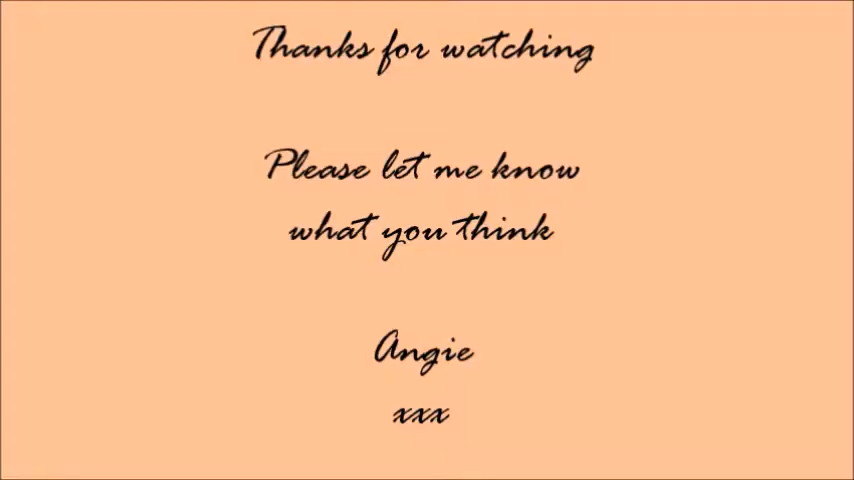 Thanks for watching
Please let me know
what you think
Angie
xxx